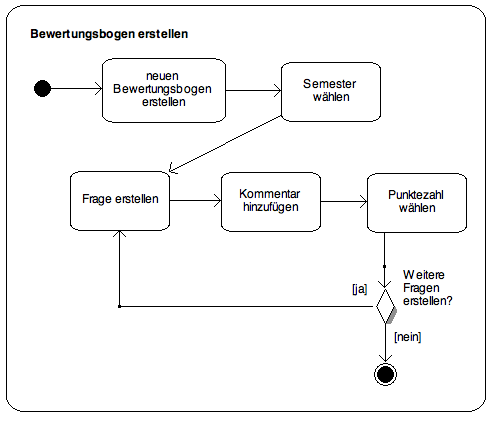 Bewertungsbogen erstellen
neuen
Bewertungsbogen
erstellen
Semester
wählen
Frage erstellen
Kommentar
hinzufügen
Punktezahl
wählen
Weitere
Fragen
erstellen?
[ja]
[nein]